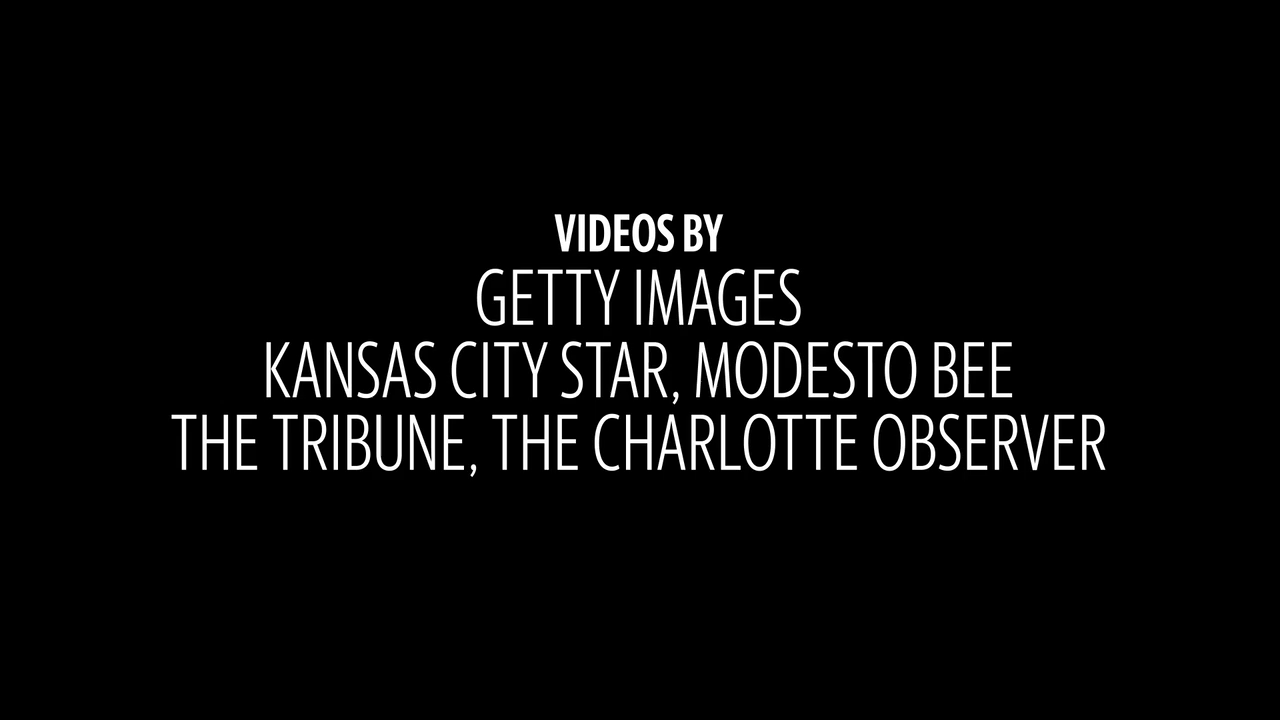 VIDEOS BY
GETTY IMAGES
KANSAS CITY STAR, MODESTO BEE
THE TRIBUNE, THE CHARLOTTE OBSERVER